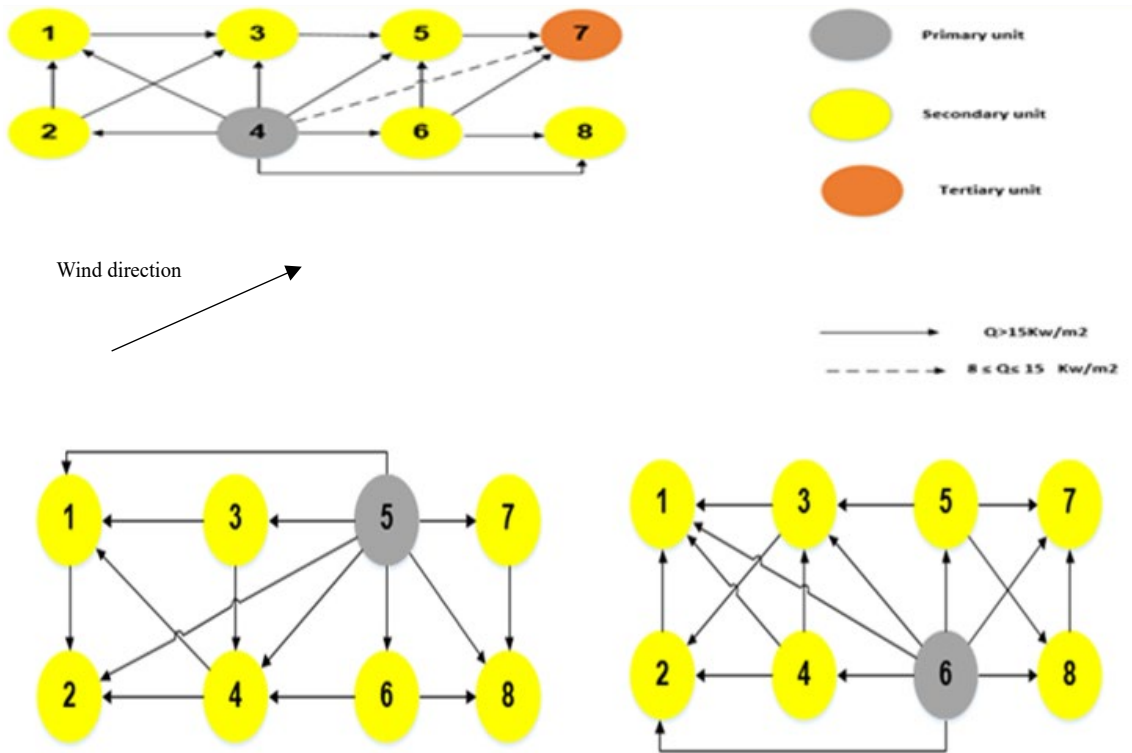 1 3 5 7
Primary unit
2 4 6 8
Secondary unit
Tertiary unit
Wind direction
Q>15Kw/m2
8 ≤ Q≤ 15 Kw/m2
1 3 5 7
2 4 6 8
1 3 5 7
2 4 6 8